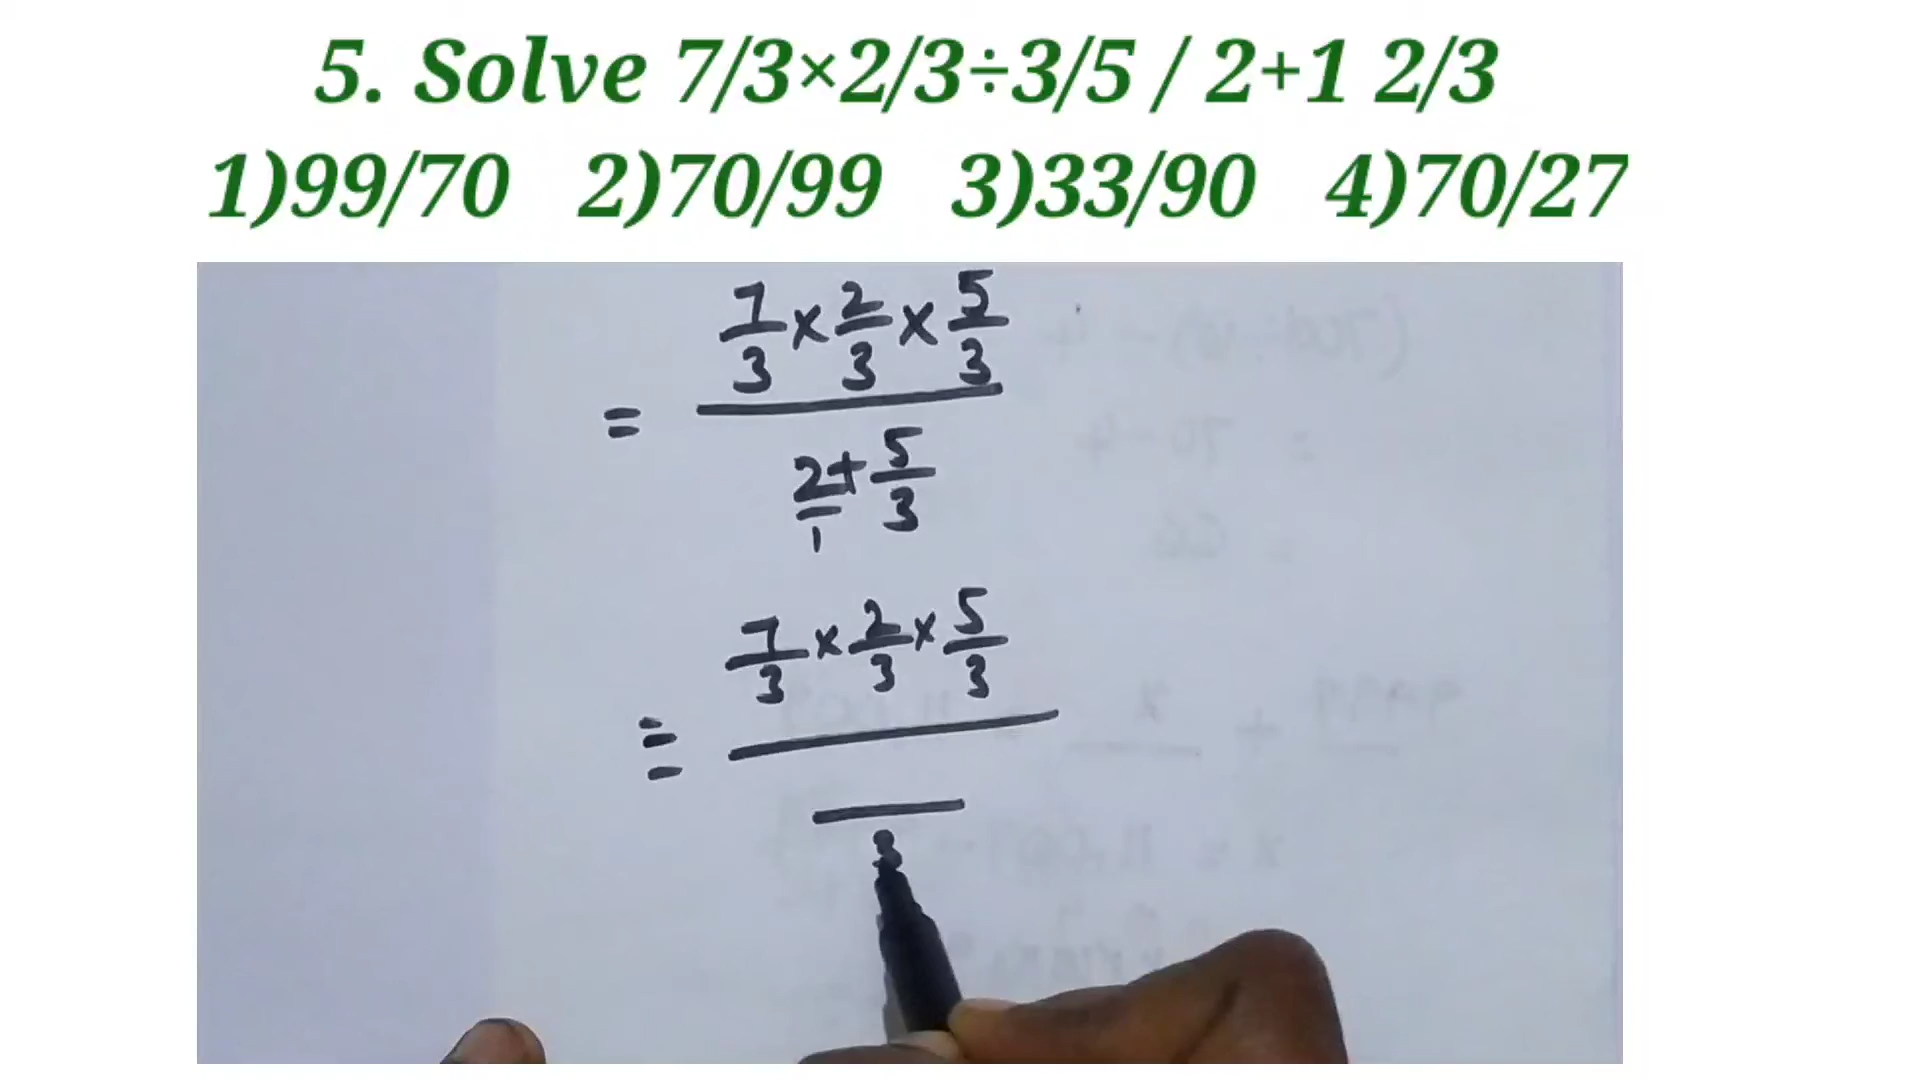 5. Solve 7/3×2/3÷3/5 / 2+1 2/3
1)99/70 2)70/99 3)33/90 4)70/27
= 7/3 × 2/3 × 5/3
2/1 + 5/3
= 7/3 × 2/3 × 5/3
3